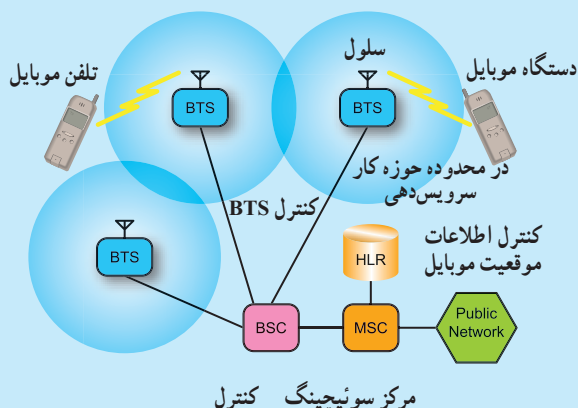 سلول
دستگاه موبایل
تلفن موبایل
BTS
BTS
در محدوده حوزه کار
سرویس‌دهی
کنترل BTS
کنترل اطلاعات
موقعیت موبایل
HLR
BTS
Public
Network
BSC
MSC
مرکز سوئیچینگ
کنترل